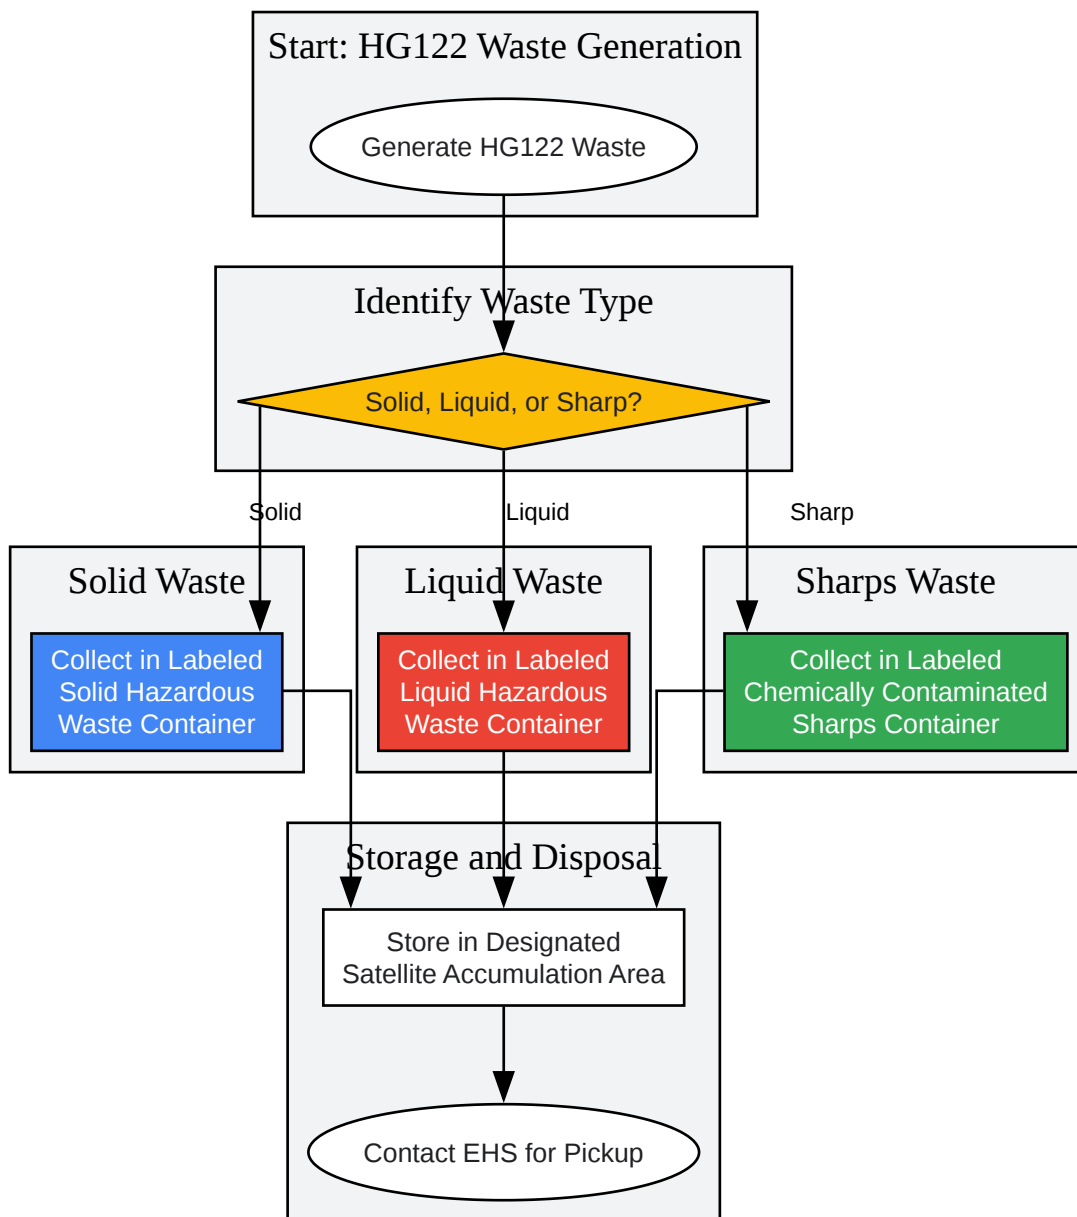 Start: HG122 Waste Generation
Generate HG122 Waste
Identify Waste Type
Solid, Liquid, or Sharp?
Solid
Liquid
Sharp
Solid Waste
Collect in Labeled
Solid Hazardous
Waste Container
Liquid Waste
Collect in Labeled
Liquid Hazardous
Waste Container
Sharps Waste
Collect in Labeled
Chemically Contaminated
Sharps Container
Storage and Disposal
Store in Designated
Satellite Accumulation Area
Contact EHS for Pickup